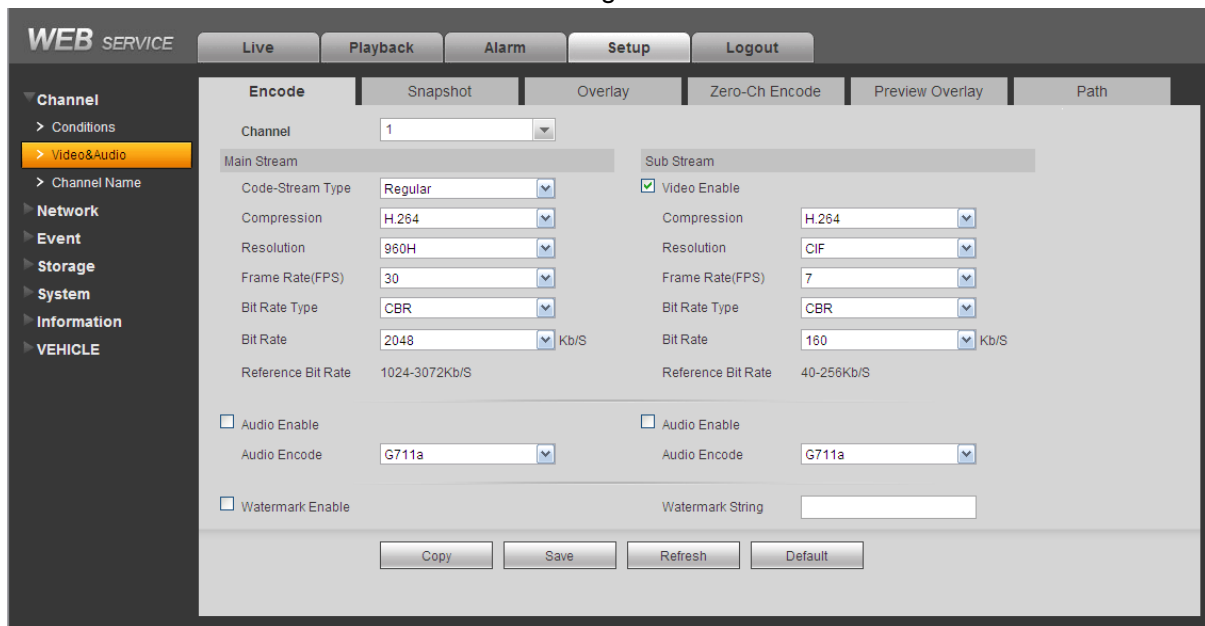 WEB SERVICE
Live Playback Alarm Setup Logout
Channel
Conditions
Video&Audio
Channel Name
Network
Event
Storage
System
Information
VEHICLE
Encode Snapshot Overlay Zero-Ch Encode Preview Overlay Path
Channel 1
Main Stream
Code-Stream Type Regular
Compression H.264
Resolution 960H
Frame Rate(FPS) 30
Bit Rate Type CBR
Bit Rate 2048 Kb/S
Reference Bit Rate 1024-3072Kb/S
Audio Enable
Audio Encode G711a
Watermark Enable
Sub Stream
Video Enable
Compression H.264
Resolution CIF
Frame Rate(FPS) 7
Bit Rate Type CBR
Bit Rate 160 Kb/S
Reference Bit Rate 40-256Kb/S
Audio Enable
Audio Encode G711a
Watermark String
Copy Save Refresh Default